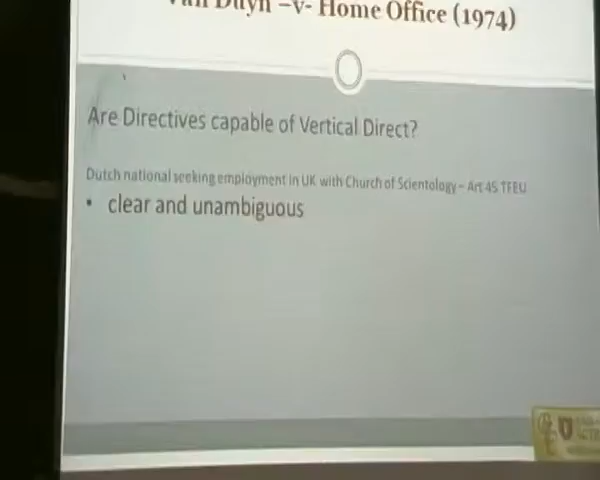 Van Duyn –v- Home Office (1974)
Are Directives capable of Vertical Direct?
Dutch national seeking employment in UK with Church of Scientology – Art 45 TFEU
• clear and unambiguous